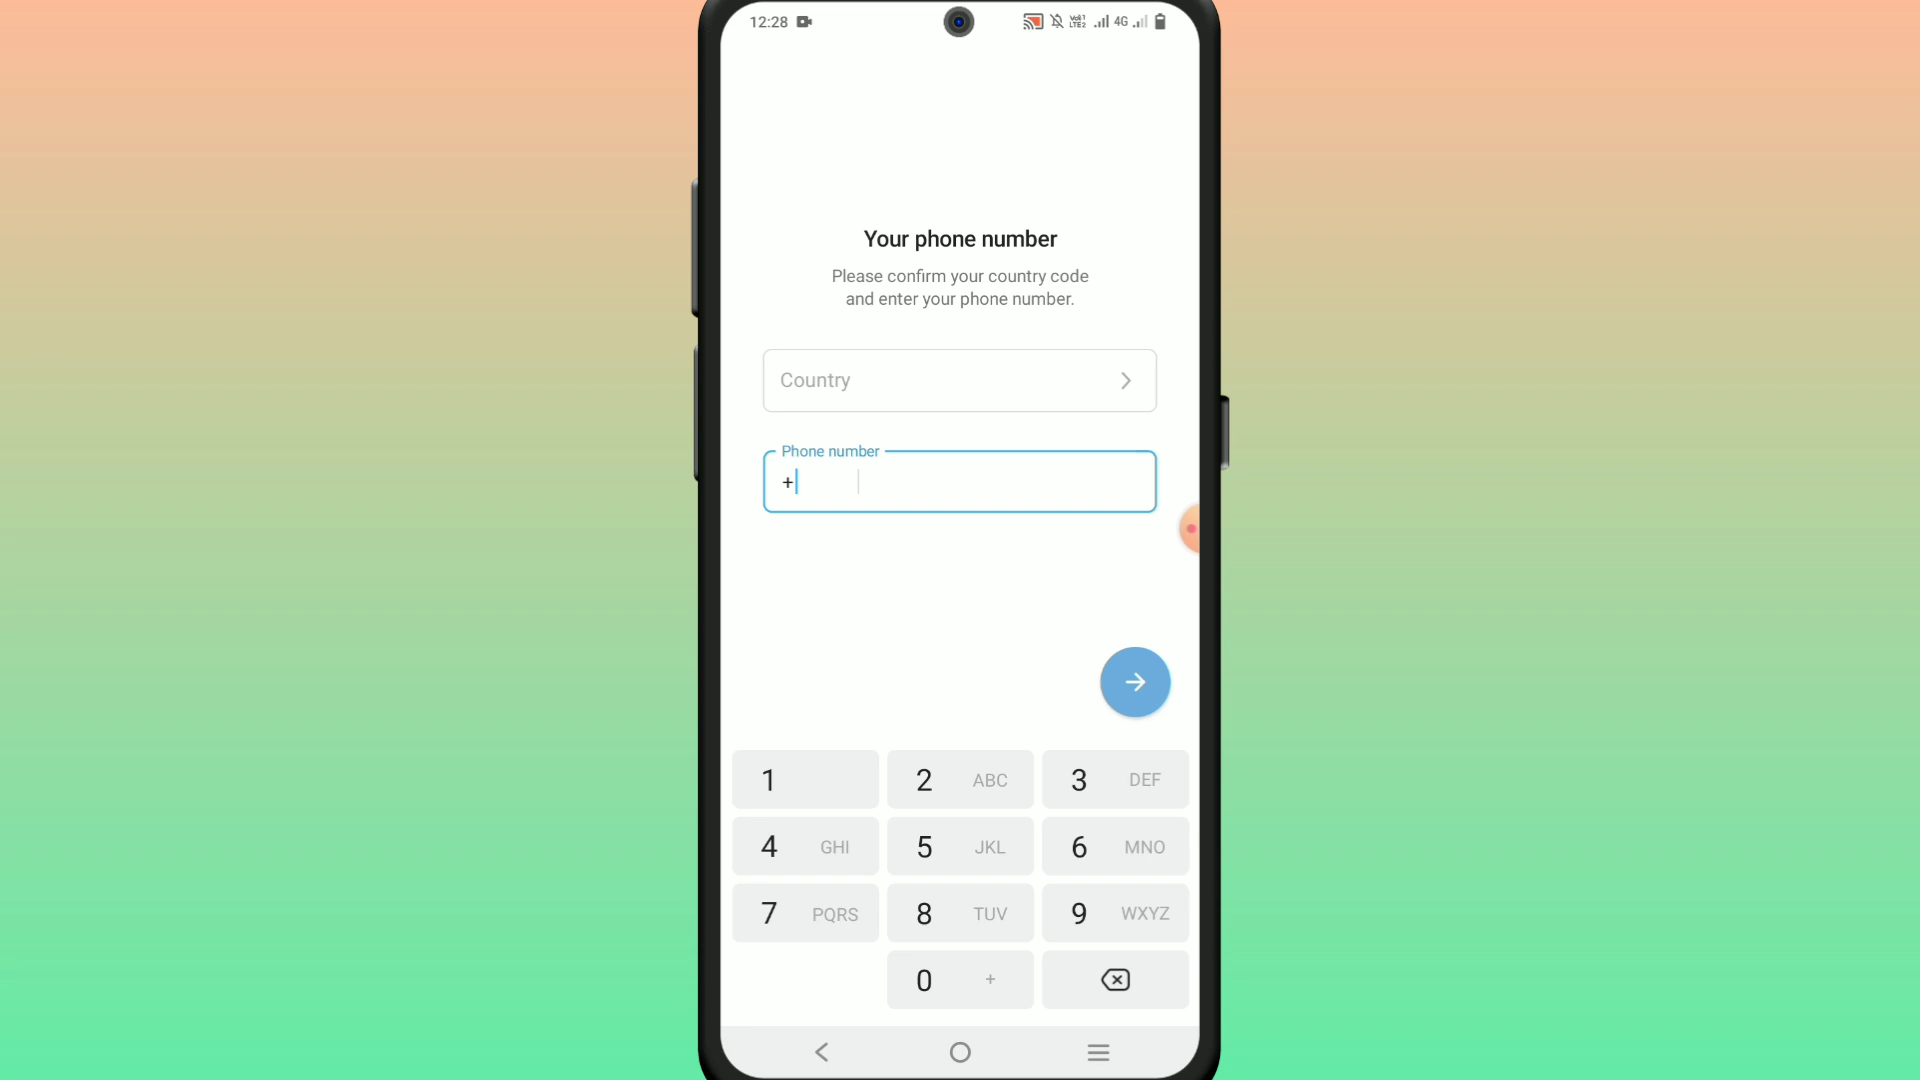 12:28
4G
Your phone number
Please confirm your country code
and enter your phone number.
Country
Phone number
+
1
2 ABC
3 DEF
4 GHI
5 JKL
6 MNO
7 PQRS
8 TUV
9 WXYZ
0 +